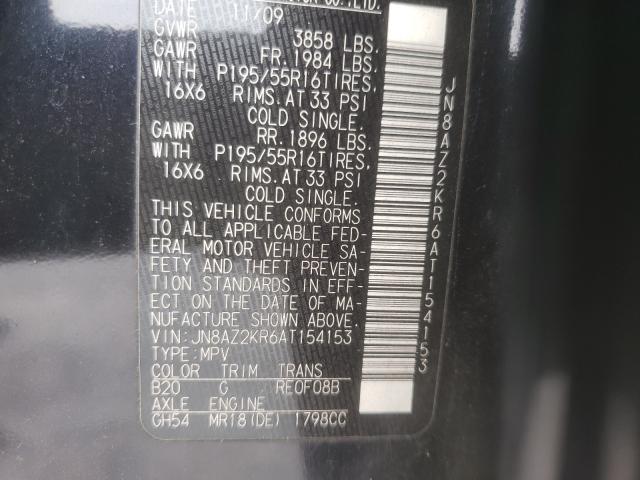 CO.,LTD.
DATE 11/09
GVWR 3858 LBS.
GAWR FR. 1984 LBS.
WITH P195/55R16TIRES,
16X6 RIMS.AT 33 PSI
COLD SINGLE.
GAWR RR. 1896 LBS.
WITH P195/55R16TIRES,
16X6 RIMS.AT 33 PSI
COLD SINGLE.
THIS VEHICLE CONFORMS
TO ALL APPLICABLE FED-
ERAL MOTOR VEHICLE SA-
FETY AND THEFT PREVEN-
TION STANDARDS IN EFF-
ECT ON THE DATE OF MA-
NUFACTURE SHOWN ABOVE.
VIN:JN8AZ2KR6AT154153
TYPE:MPV
COLOR TRIM TRANS
B20 G RE0F08B
AXLE ENGINE
GH54 MR18(DE) 1798CC
JN8AZ2KR6AT154153